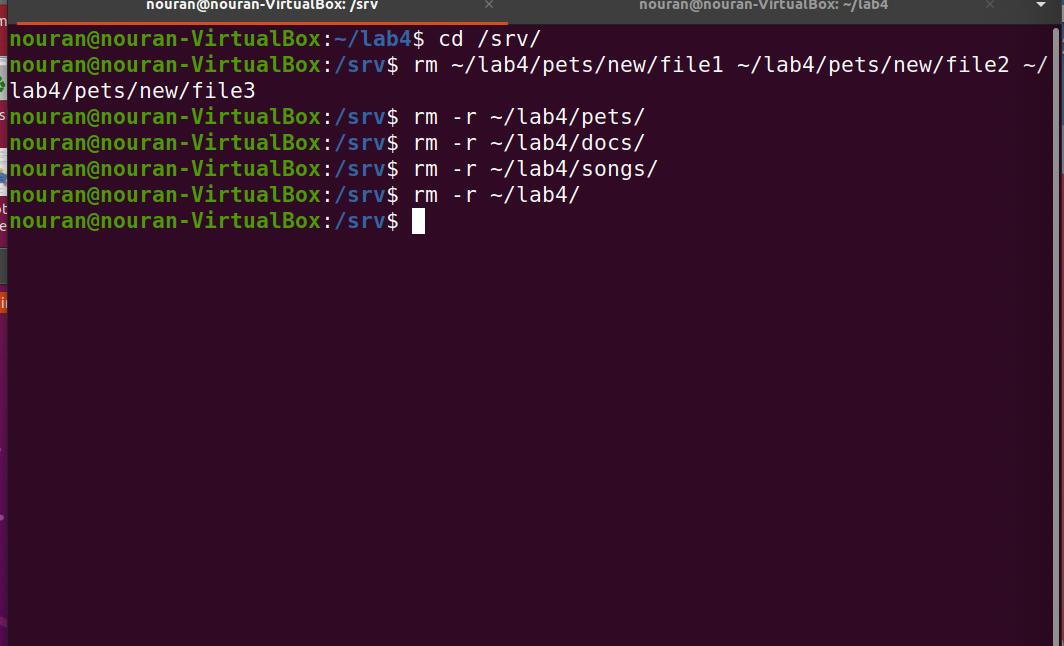 nouran@nouran-VirtualBox: /srv × nouran@nouran-VirtualBox: ~/lab4 ×
nouran@nouran-VirtualBox:~/lab4$ cd /srv/
nouran@nouran-VirtualBox:/srv$ rm ~/lab4/pets/new/file1 ~/lab4/pets/new/file2 ~/
lab4/pets/new/file3
nouran@nouran-VirtualBox:/srv$ rm -r ~/lab4/pets/
nouran@nouran-VirtualBox:/srv$ rm -r ~/lab4/docs/
nouran@nouran-VirtualBox:/srv$ rm -r ~/lab4/songs/
nouran@nouran-VirtualBox:/srv$ rm -r ~/lab4/
nouran@nouran-VirtualBox:/srv$